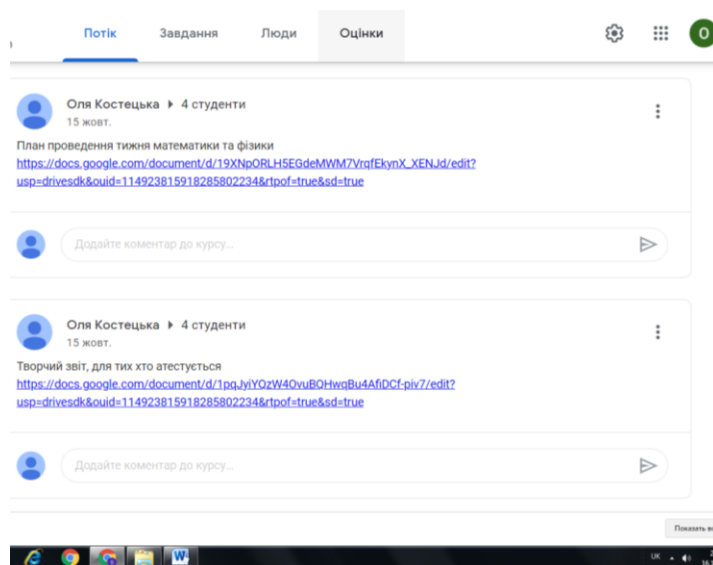 Потік Завдання Люди Оцінки
О
Оля Костецька 4 студенти
15 жовт.
План проведення тижня математики та фізики
https://docs.google.com/document/d/19XNpORLH5EGdeMWM7VrqfEkynX_XENJd/edit?
usp=drivesdk&ouid=114923815918285802234&rtpof=true&sd=true
Додайте коментар до курсу...
Оля Костецька 4 студенти
15 жовт.
Творчий звіт, для тих хто атестується
https://docs.google.com/document/d/1pqJyiYQzW4OvuBOHwqBu4AfiDCf-piv7/edit?
usp=drivesdk&ouid=114923815918285802234&rtpof=true&sd=true
Додайте коментар до курсу...
Показать
UK